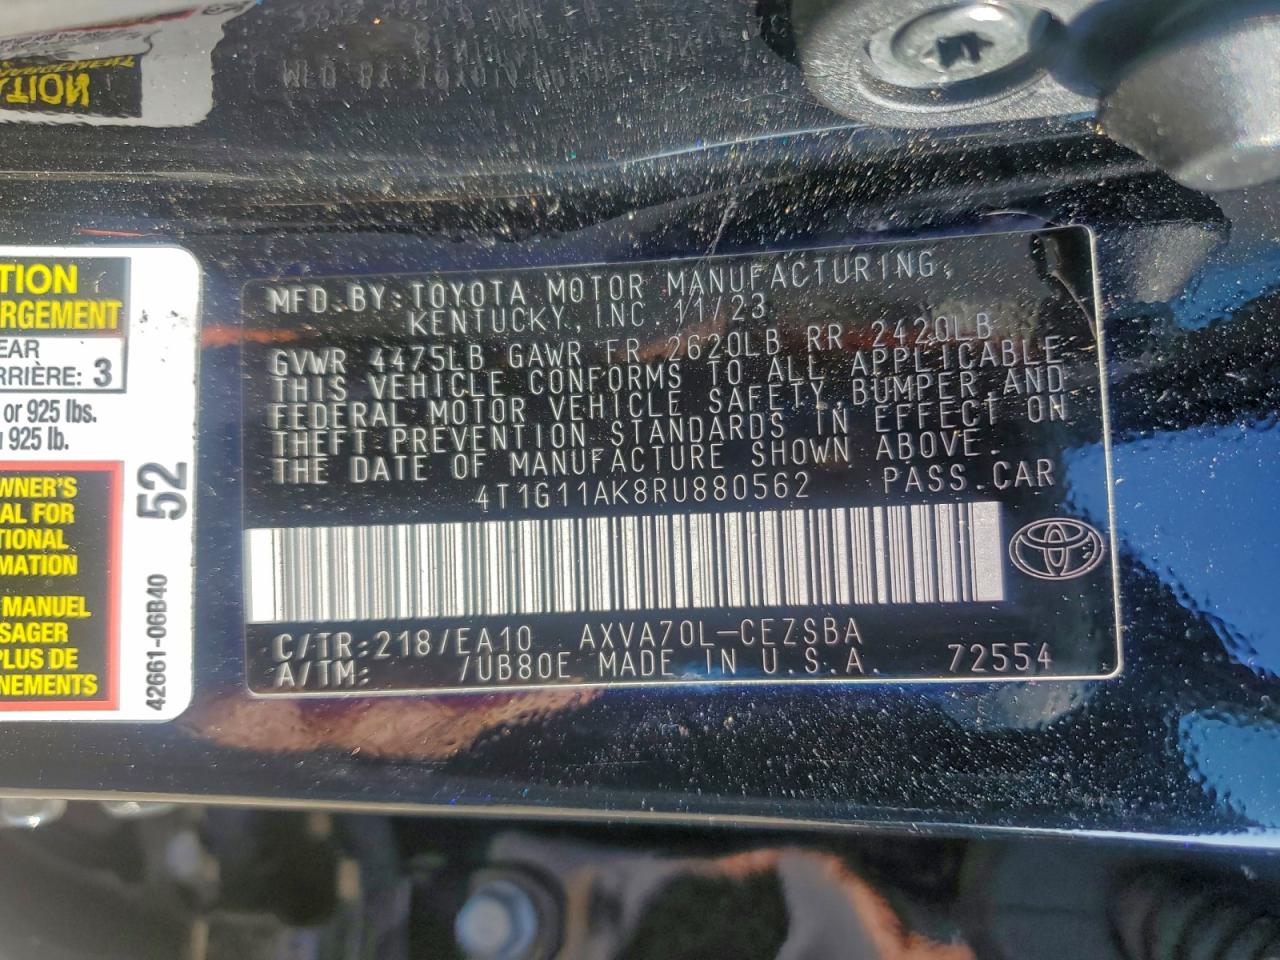 MFD.BY:TOYOTA MOTOR MANUFACTURING,
KENTUCKY,INC 11/23
GVWR 4475LB GAWR FR 2620LB RR 2420LB
THIS VEHICLE CONFORMS TO ALL APPLICABLE
FEDERAL MOTOR VEHICLE SAFETY,BUMPER AND
THEFT PREVENTION STANDARDS IN EFFECT ON
THE DATE OF MANUFACTURE SHOWN ABOVE.
4T1G11AK8RU880562 PASS.CAR
C/TR:218/EA10 AXVA70L-CEZSBA
A/TM: /UB80E MADE IN U.S.A. 72554
TION
RGEMENT
EAR
RRIÈRE: 3
or 925 lbs.
925 lb.
WNER'S
AL FOR
TIONAL
MATION
MANUEL
SAGER
PLUS DE
NEMENTS
52
42661-06B40